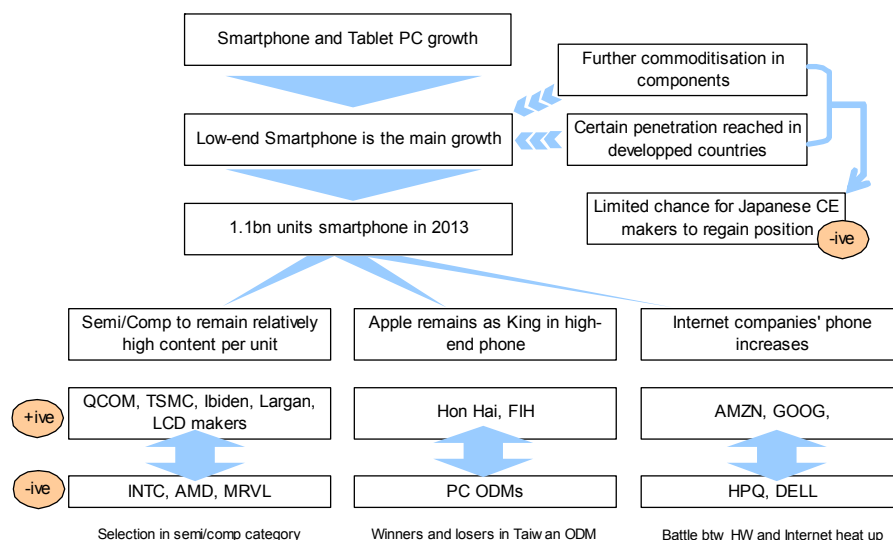 Smartphone and Tablet PC growth
Further commoditisation in
components
Low-end Smartphone is the main growth
Certain penetration reached in
developped countries
Limited chance for Japanese CE
makers to regain position
-ive
1.1bn units smartphone in 2013
Semi/Comp to remain relatively
high content per unit
Apple remains as King in high-
end phone
Internet companies' phone
increases
+ive
QCOM, TSMC, Ibiden, Largan,
LCD makers
Hon Hai, FIH
AMZN, GOOG,
-ive
INTC, AMD, MRVL
PC ODMs
HPQ, DELL
Selection in semi/comp category
Winners and losers in Taiwan ODM
Battle btw HW and Internet heat up